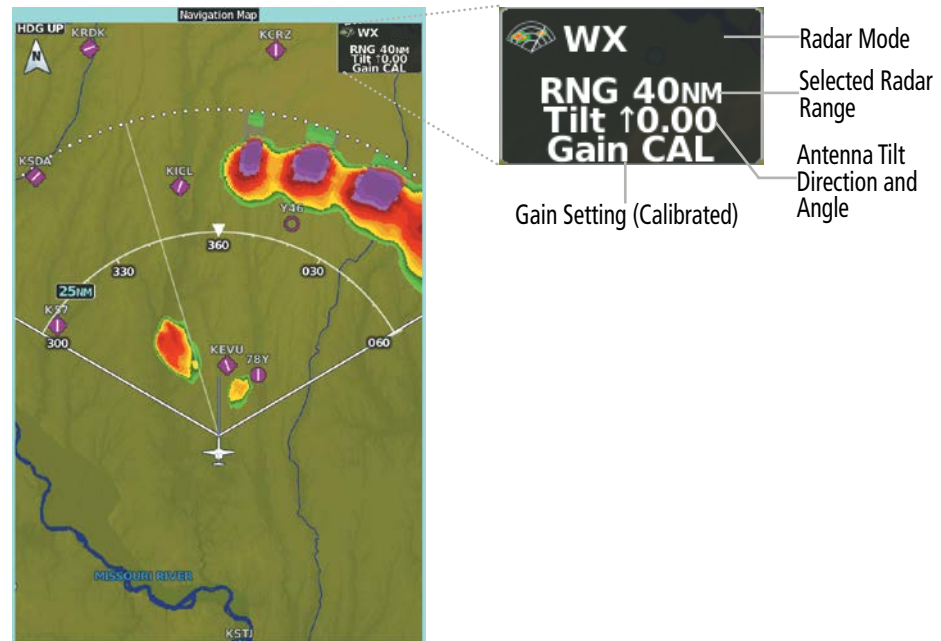 Navigation Map
HDG UP
N
KRDK
KCRZ
WX
RNG 40NM
Tilt ↑0.00
Gain CAL
KSDA
KICL
Y46
360
330
030
25NM
K57
300
060
KEVU
78Y
MISSOURI RIVER
KSTJ
WX
RNG 40NM
Tilt ↑0.00
Gain CAL
Radar Mode
Selected Radar
Range
Antenna Tilt
Direction and
Angle
Gain Setting (Calibrated)